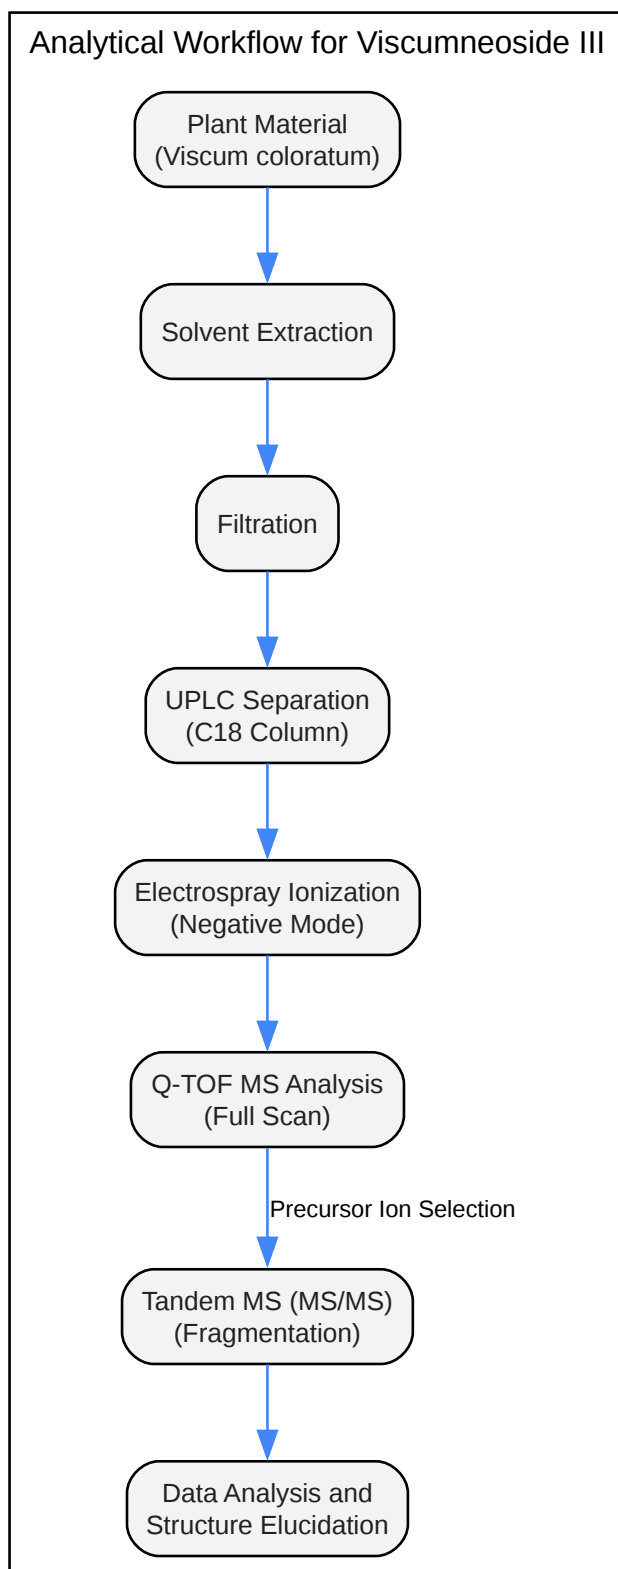 Analytical Workflow for Viscumneoside III
Plant Material
(Viscum coloratum)
Solvent Extraction
Filtration
UPLC Separation
(C18 Column)
Electrospray Ionization
(Negative Mode)
Q-TOF MS Analysis
(Full Scan)
Precursor Ion Selection
Tandem MS (MS/MS)
(Fragmentation)
Data Analysis and
Structure Elucidation